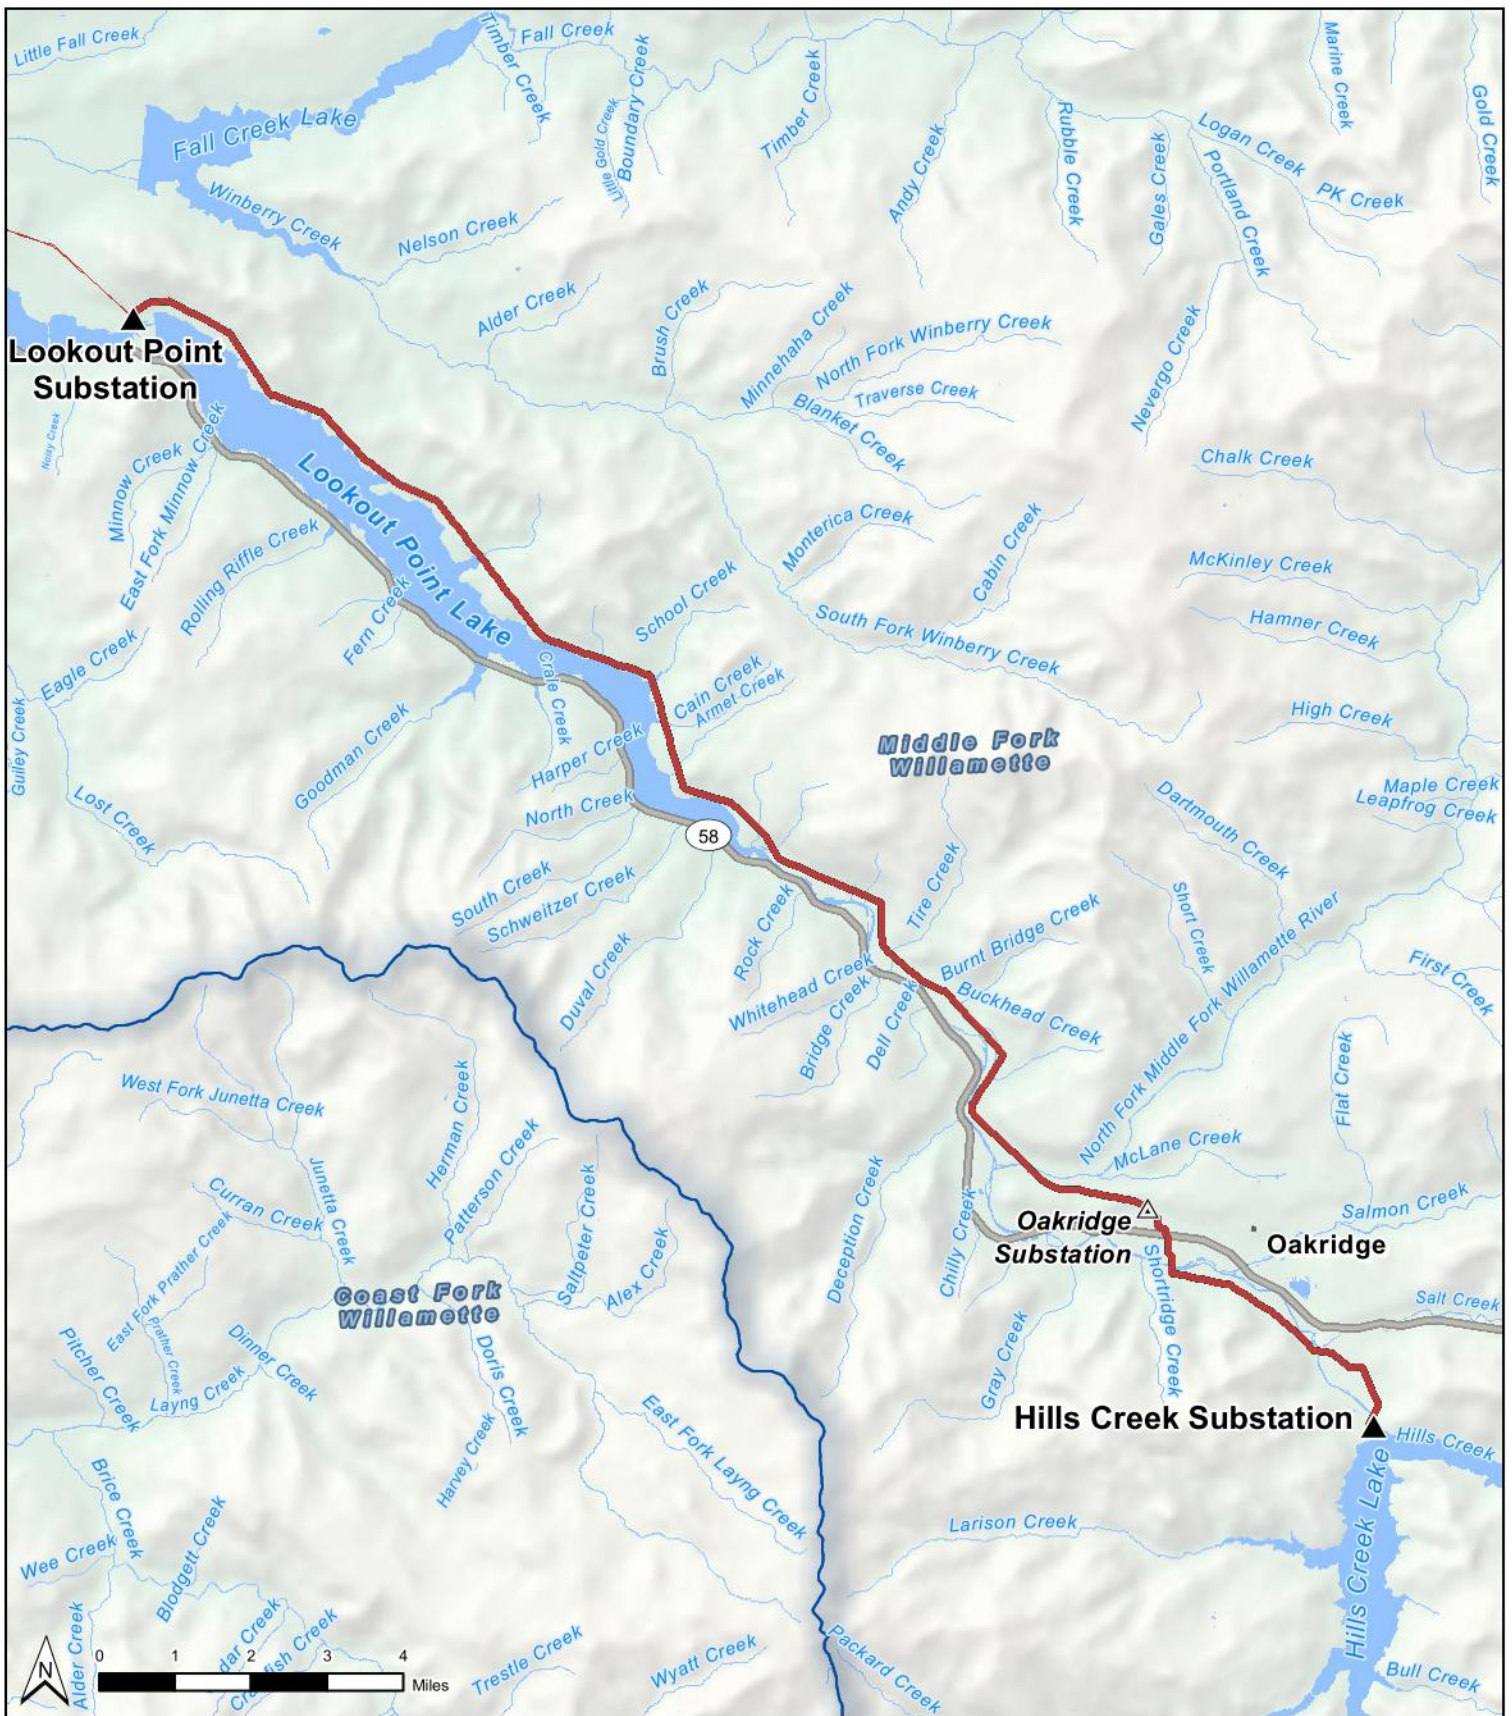 Little Fall Creek
Timber Creek
Fall Creek
Boundary Creek
Little Gold Creek
Timber Creek
Andy Creek
Rubble Creek
Gales Creek
Logan Creek
Portland Creek
PK Creek
Marine Creek
Gold Creek
Fall Creek Lake
Winberry Creek
Nelson Creek
Alder Creek
Brush Creek
Minnehaha Creek
North Fork Winberry Creek
Traverse Creek
Blanket Creek
Nevergo Creek
Lookout Point
Substation
Minnow Creek
East Fork Minnow Creek
Rolling Riffle Creek
Lookout Point Lake
Fern Creek
Monterica Creek
Cabin Creek
Chalk Creek
McKinley Creek
Hamner Creek
School Creek
South Fork Winberry Creek
Eagle Creek
Guiley Creek
Lost Creek
Goodman Creek
Crale Creek
Cain Creek
Armet Creek
Harper Creek
North Creek
58
Middle Fork
Willamette
High Creek
Maple Creek
Leapfrog Creek
Dartmouth Creek
South Creek
Schweitzer Creek
Duval Creek
Rock Creek
Tire Creek
Whitehead Creek
Bridge Creek
Dell Creek
Burnt Bridge Creek
Buckhead Creek
Short Creek
North Fork Middle Fork Willamette River
First Creek
Flat Creek
McLane Creek
West Fork Junetta Creek
Herman Creek
Patterson Creek
Junetta Creek
Curran Creek
East Fork Prather Creek
Prather Creek
Saltpeter Creek
Alex Creek
Deception Creek
Chilly Creek
Oakridge
Substation
Oakridge
Salmon Creek
Salt Creek
Shortridge Creek
Gray Creek
Coast Fork
Willamette
Pitcher Creek
Layng Creek
Dinner Creek
Doris Creek
Harvey Creek
East Fork Layng Creek
Hills Creek Substation
Hills Creek
Hills Creek Lake
Larison Creek
Brice Creek
Wee Creek
Blodgett Creek
Alder Creek
dar Creek
Trestle Creek
Wyatt Creek
Packard Creek
Bull Creek
N
0 1 2 3 4
Miles